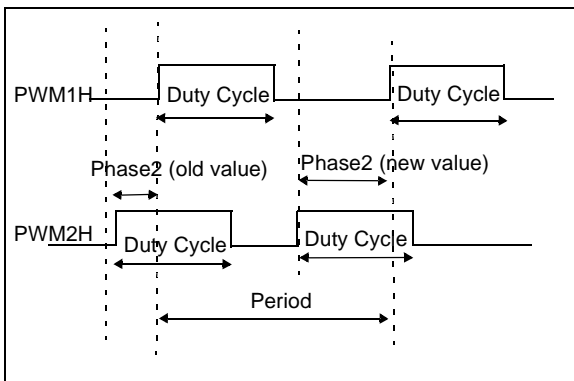 PWM1H
Duty Cycle
Duty Cycle
Phase2 (old value)
Phase2 (new value)
PWM2H
Duty Cycle
Duty Cycle
Period